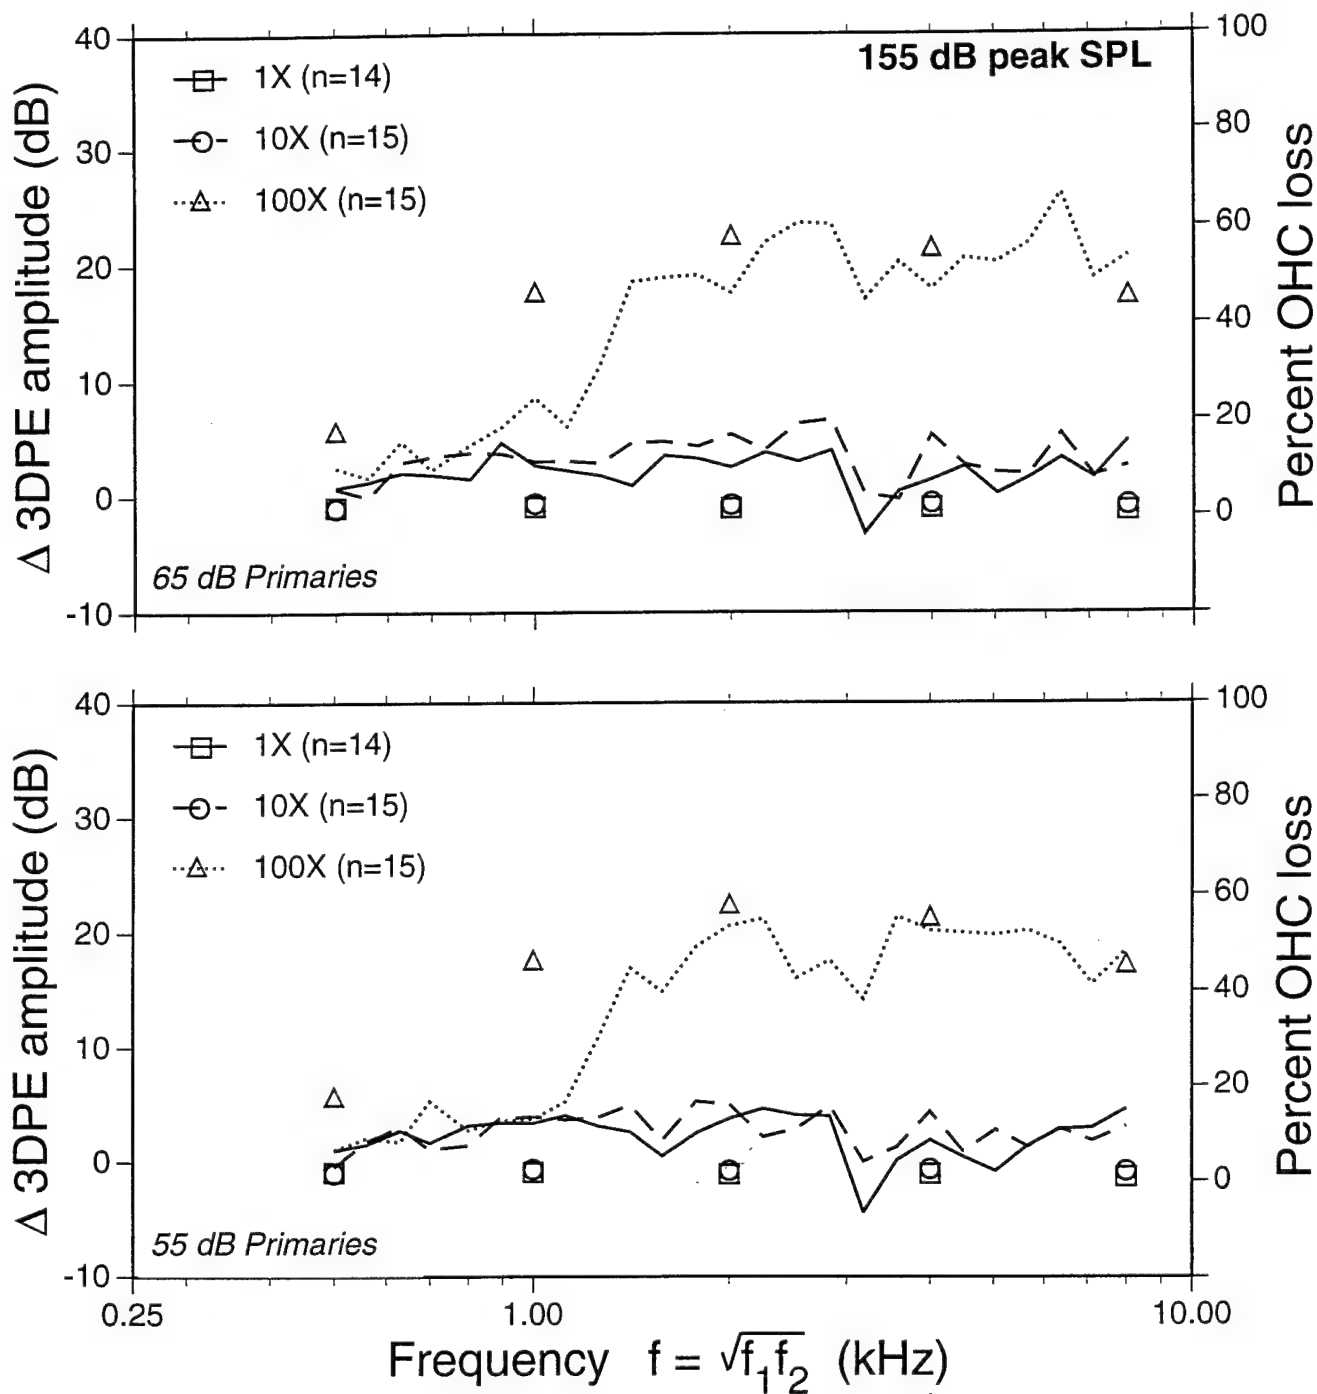 155 dB peak SPL
1X (n=14)
10X (n=15)
100X (n=15)
65 dB Primaries
Δ 3DPE amplitude (dB)
40
30
20
10
0
-10
Percent OHC loss
100
80
60
40
20
0
1X (n=14)
10X (n=15)
100X (n=15)
55 dB Primaries
Δ 3DPE amplitude (dB)
40
30
20
10
0
-10
Percent OHC loss
100
80
60
40
20
0
0.25 1.00 10.00
Frequency f = √f₁f₂ (kHz)